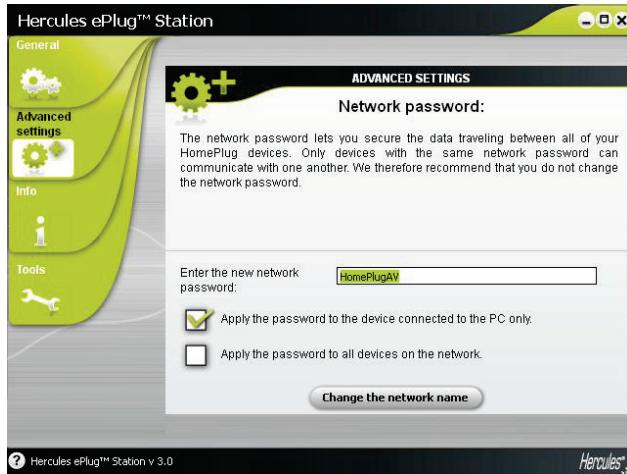 Hercules ePlug™ Station
General
Advanced
settings
Info
Tools
ADVANCED SETTINGS
Network password:
The network password lets you secure the data traveling between all of your
HomePlug devices. Only devices with the same network password can
communicate with one another. We therefore recommend that you do not change
the network password.
Enter the new network
password:
HomePlugAV
Apply the password to the device connected to the PC only.
Apply the password to all devices on the network.
Change the network name
? Hercules ePlug™ Station v 3.0
Hercules™